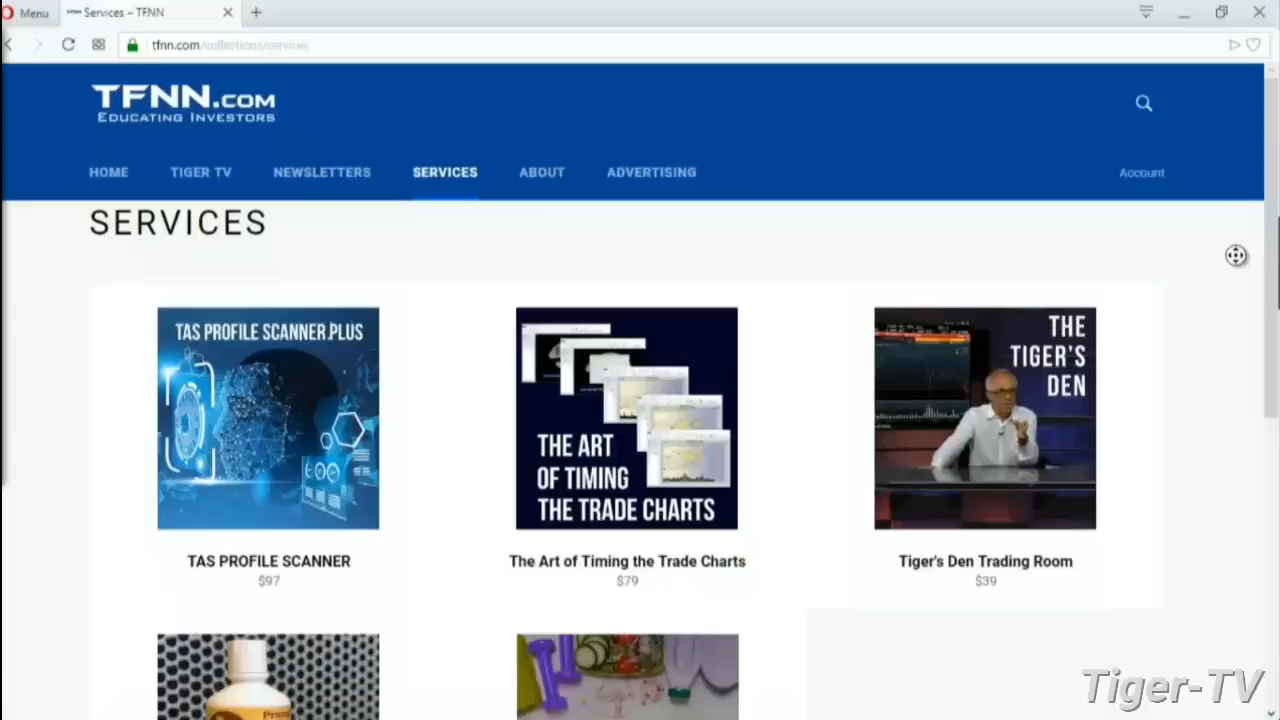 Menu
Services – TFNN
tfnn.com/collections/services
TFNN.COM
EDUCATING INVESTORS
HOME
TIGER TV
NEWSLETTERS
SERVICES
ABOUT
ADVERTISING
Account
SERVICES
TAS PROFILE SCANNER PLUS
THE ART
OF TIMING
THE TRADE CHARTS
THE
TIGER'S
DEN
TAS PROFILE SCANNER
$97
The Art of Timing the Trade Charts
$79
Tiger's Den Trading Room
$39
Tiger-TV